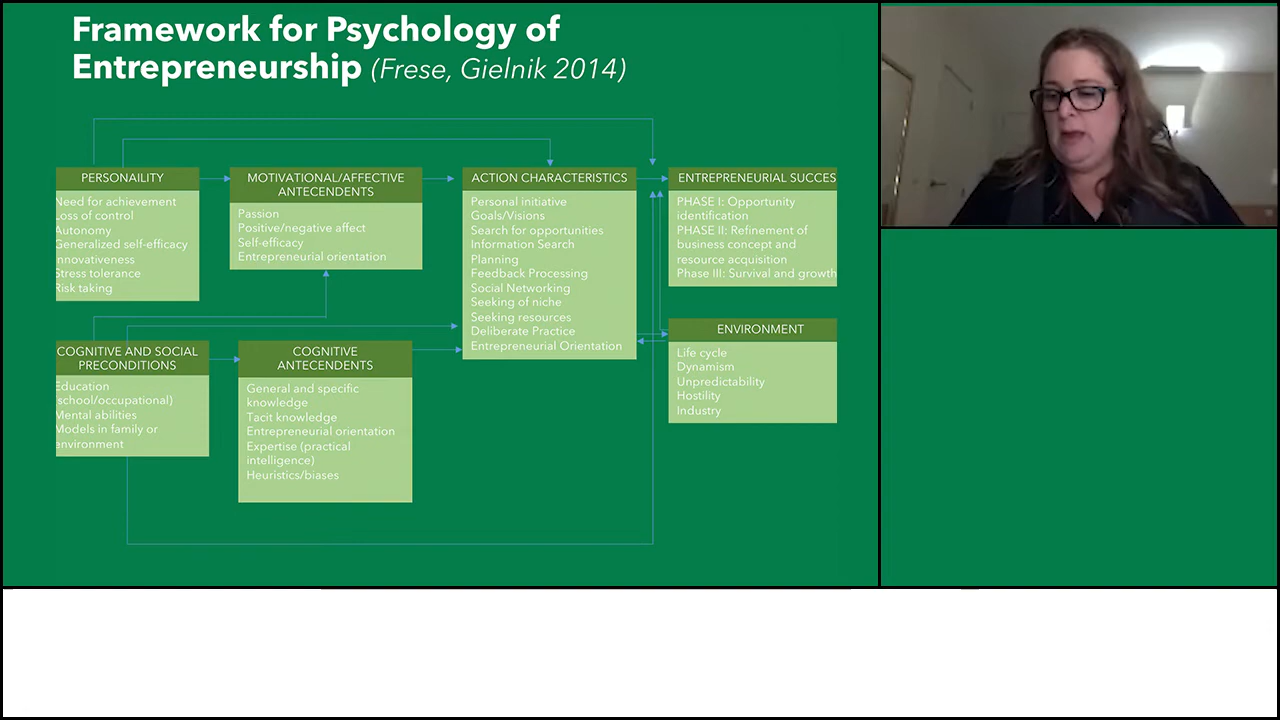 Framework for Psychology of
Entrepreneurship (Frese, Gielnik 2014)
PERSONAILITY
Need for achievement
Loss of control
Autonomy
Generalized self-efficacy
Innovativeness
Stress tolerance
Risk taking
MOTIVATIONAL/AFFECTIVE
ANTECENDENTS
Passion
Positive/negative affect
Self-efficacy
Entrepreneurial orientation
ACTION CHARACTERISTICS
Personal initiative
Goals/Visions
Search for opportunities
Information Search
Planning
Feedback Processing
Social Networking
Seeking of niche
Seeking resources
Deliberate Practice
Entrepreneurial Orientation
ENTREPRENEURIAL SUCCES
PHASE I: Opportunity
identification
PHASE II: Refinement of
business concept and
resource acquisition
Phase III: Survival and growth
COGNITIVE AND SOCIAL
PRECONDITIONS
Education
(school/occupational)
Mental abilities
Models in family or
environment
COGNITIVE
ANTECENDENTS
General and specific
knowledge
Tacit knowledge
Entrepreneurial orientation
Expertise (practical
intelligence)
Heuristics/biases
ENVIRONMENT
Life cycle
Dynamism
Unpredictability
Hostility
Industry